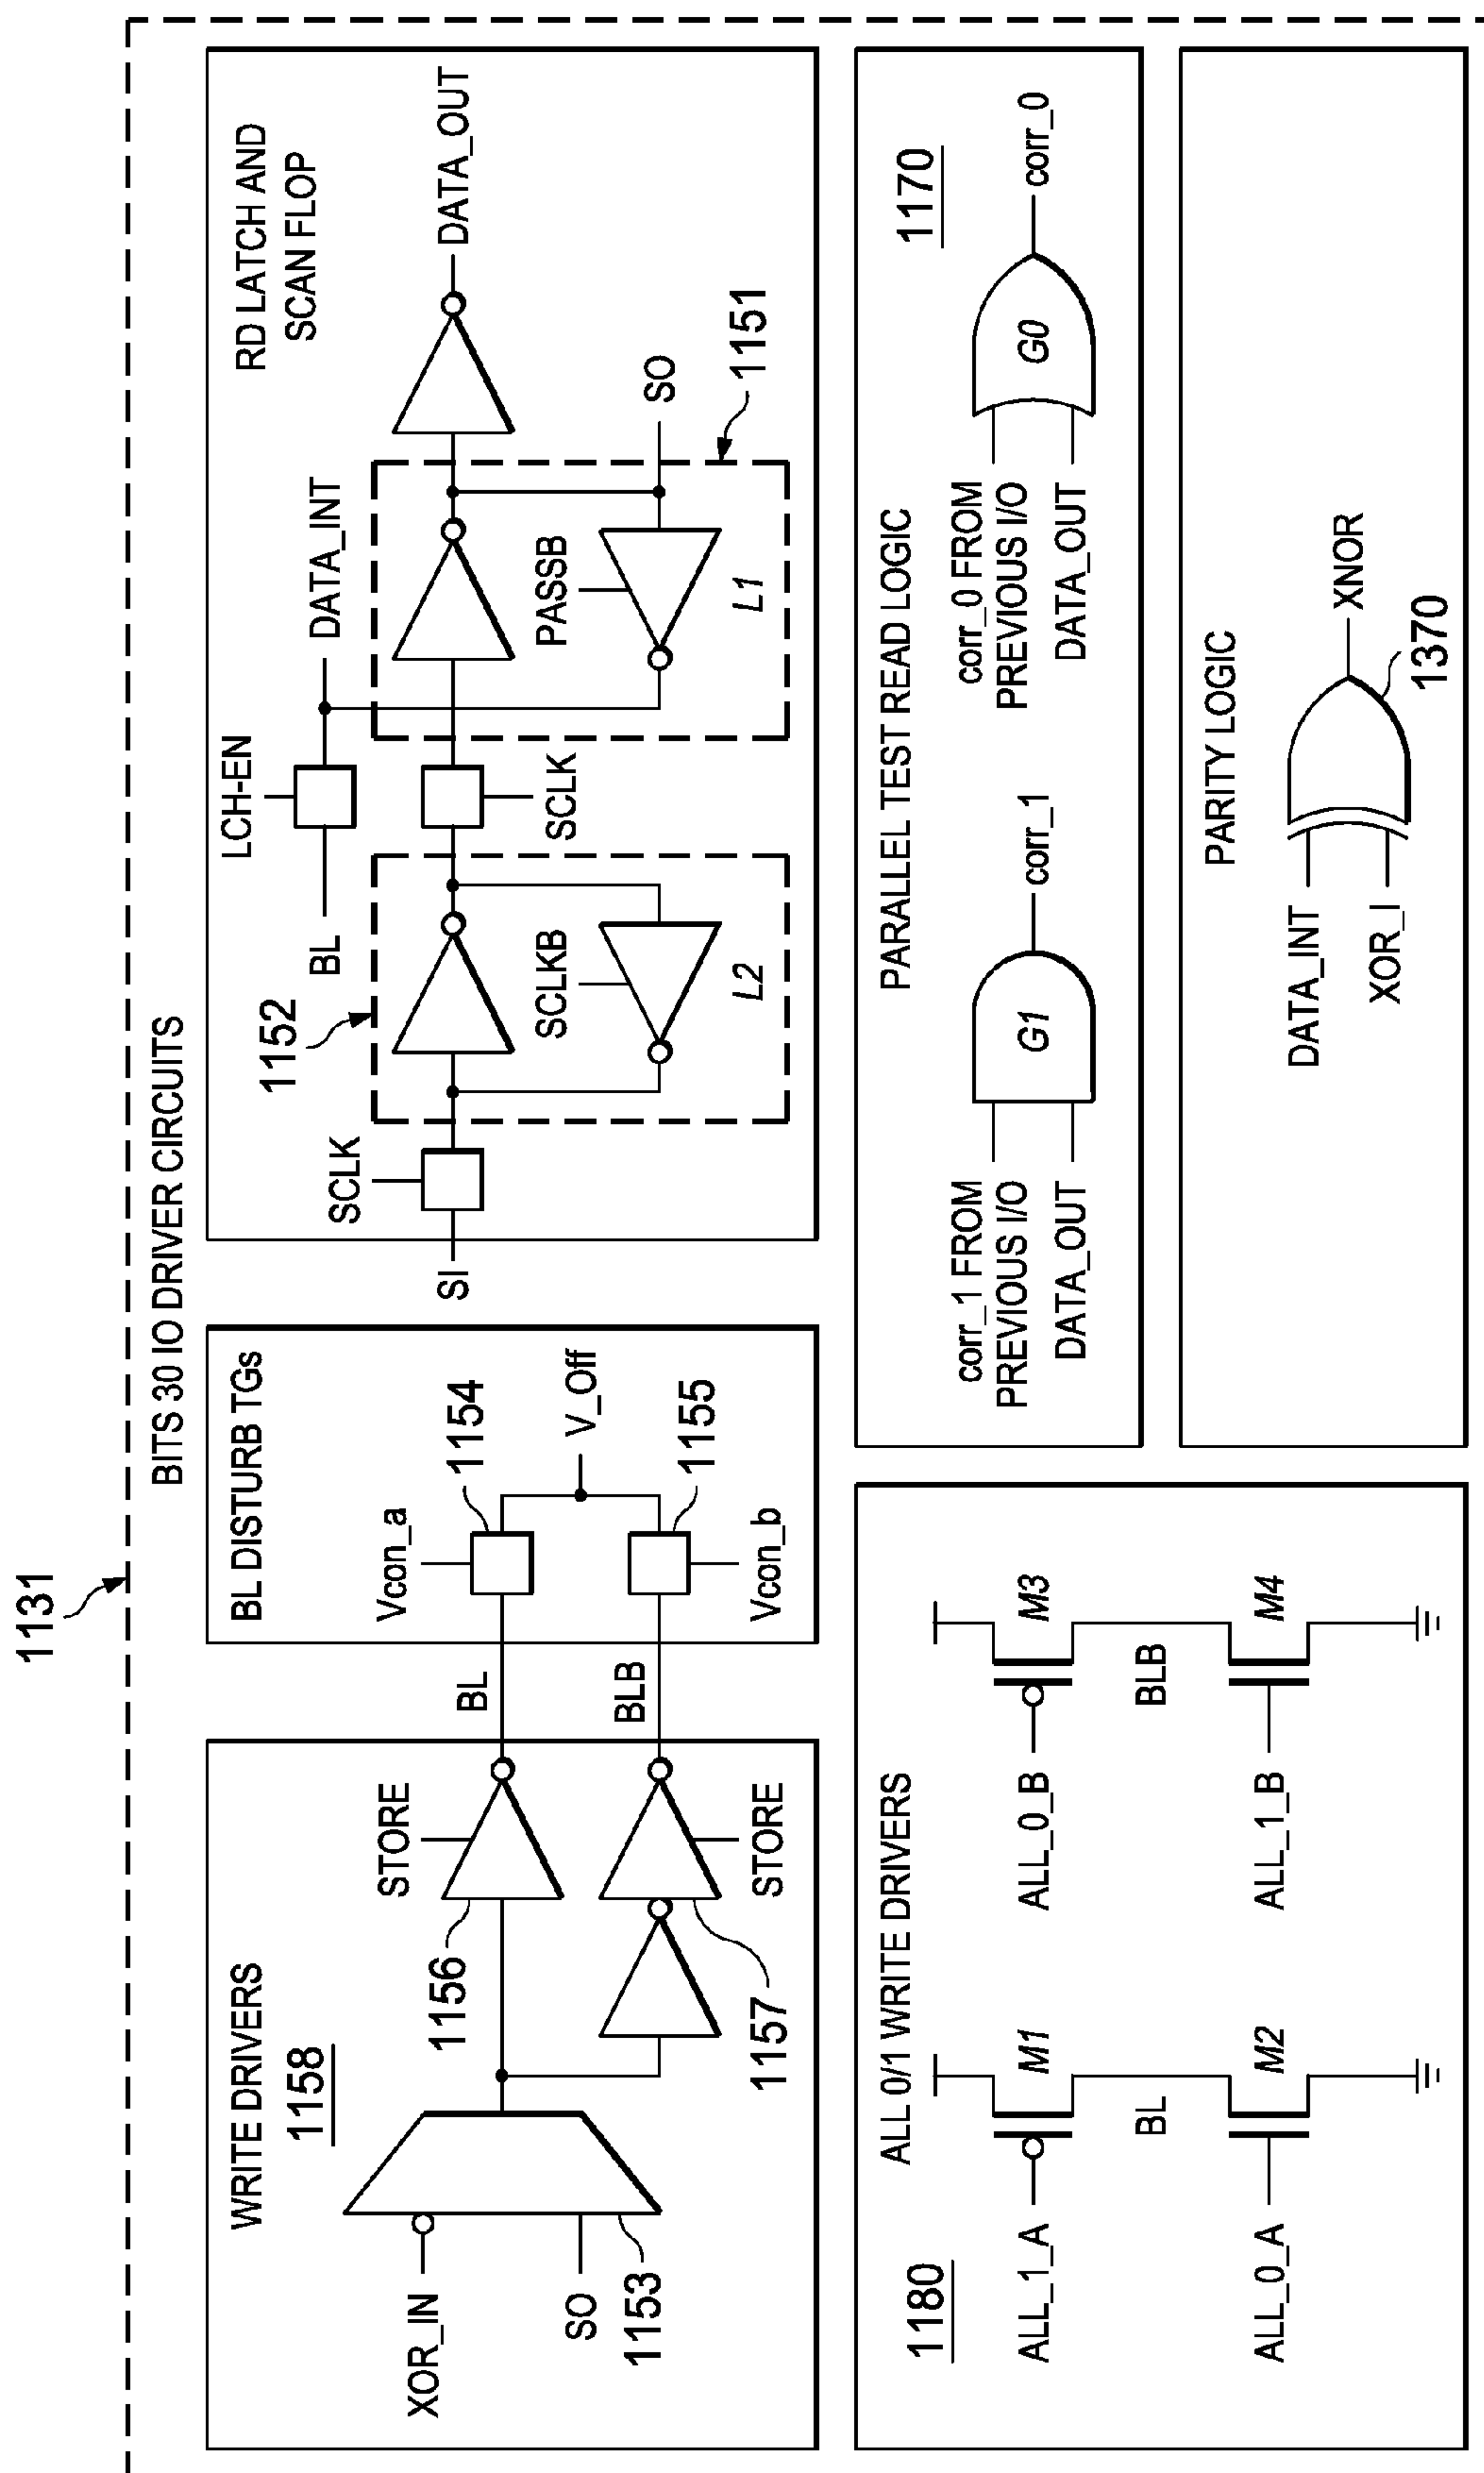 1131
BITS 30 IO DRIVER CIRCUITS
WRITE DRIVERS
1158
XOR_IN
SO
1153
1156
1157
STORE
STORE
BL
BLB
BL DISTURB TGs
Vcon_a
1154
V_Off
1155
Vcon_b
RD LATCH AND
SCAN FLOP
SI
SCLK
1152
SCLKB
L2
BL
LCH-EN
DATA_INT
SCLK
PASSB
L1
SO
1151
DATA_OUT
ALL 0/1 WRITE DRIVERS
1180
ALL_1_A
M1
BL
ALL_0_A
M2
ALL_0_B
M3
BLB
ALL_1_B
M4
PARALLEL TEST READ LOGIC
1170
corr_1 FROM
PREVIOUS I/O
DATA_OUT
G1
corr_1
corr_0 FROM
PREVIOUS I/O
DATA_OUT
G0
corr_0
PARITY LOGIC
DATA_INT
XOR_I
XNOR
1370